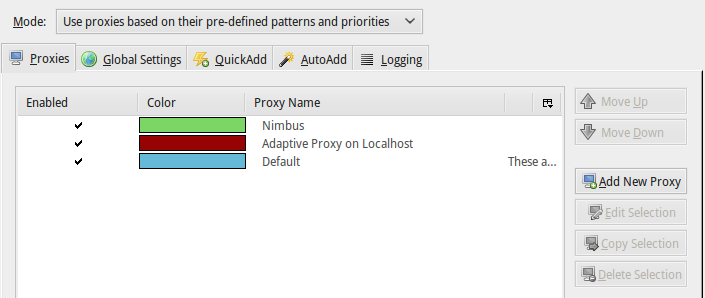 Mode: Use proxies based on their pre-defined patterns and priorities
Proxies Global Settings QuickAdd AutoAdd Logging
Enabled Color Proxy Name
Nimbus
Adaptive Proxy on Localhost
Default These a...
Move Up
Move Down
Add New Proxy
Edit Selection
Copy Selection
Delete Selection